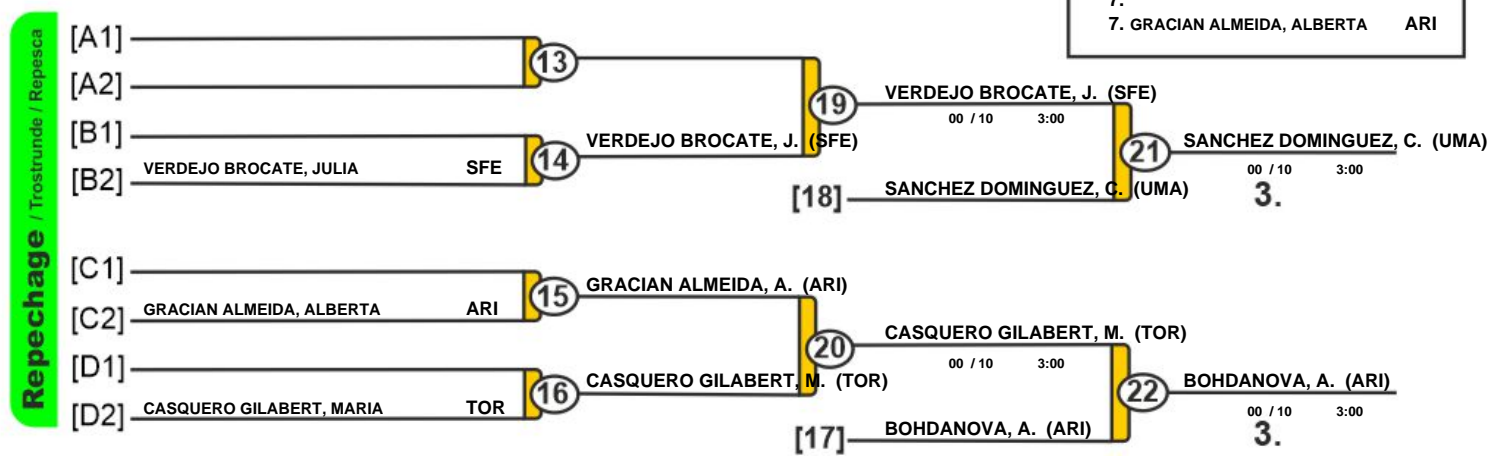 7.
7. GRACIAN ALMEIDA, ALBERTA ARI
Repechage / Trostrunde / Repesca
[A1]
13
[A2]
19
VERDEJO BROCATE, J. (SFE)
00 / 10 3:00
[B1]
VERDEJO BROCATE, J. (SFE)
21
SANCHEZ DOMINGUEZ, C. (UMA)
00 / 10 3:00
3.
VERDEJO BROCATE, JULIA SFE
14
[B2]
[18]
SANCHEZ DOMINGUEZ, C. (UMA)
[C1]
GRACIAN ALMEIDA, A. (ARI)
15
GRACIAN ALMEIDA, ALBERTA ARI
[C2]
20
CASQUERO GILABERT, M. (TOR)
00 / 10 3:00
[D1]
CASQUERO GILABERT, M. (TOR)
16
22
BOHDANOVA, A. (ARI)
00 / 10 3:00
3.
CASQUERO GILABERT, MARIA TOR
[D2]
[17]
BOHDANOVA, A. (ARI)